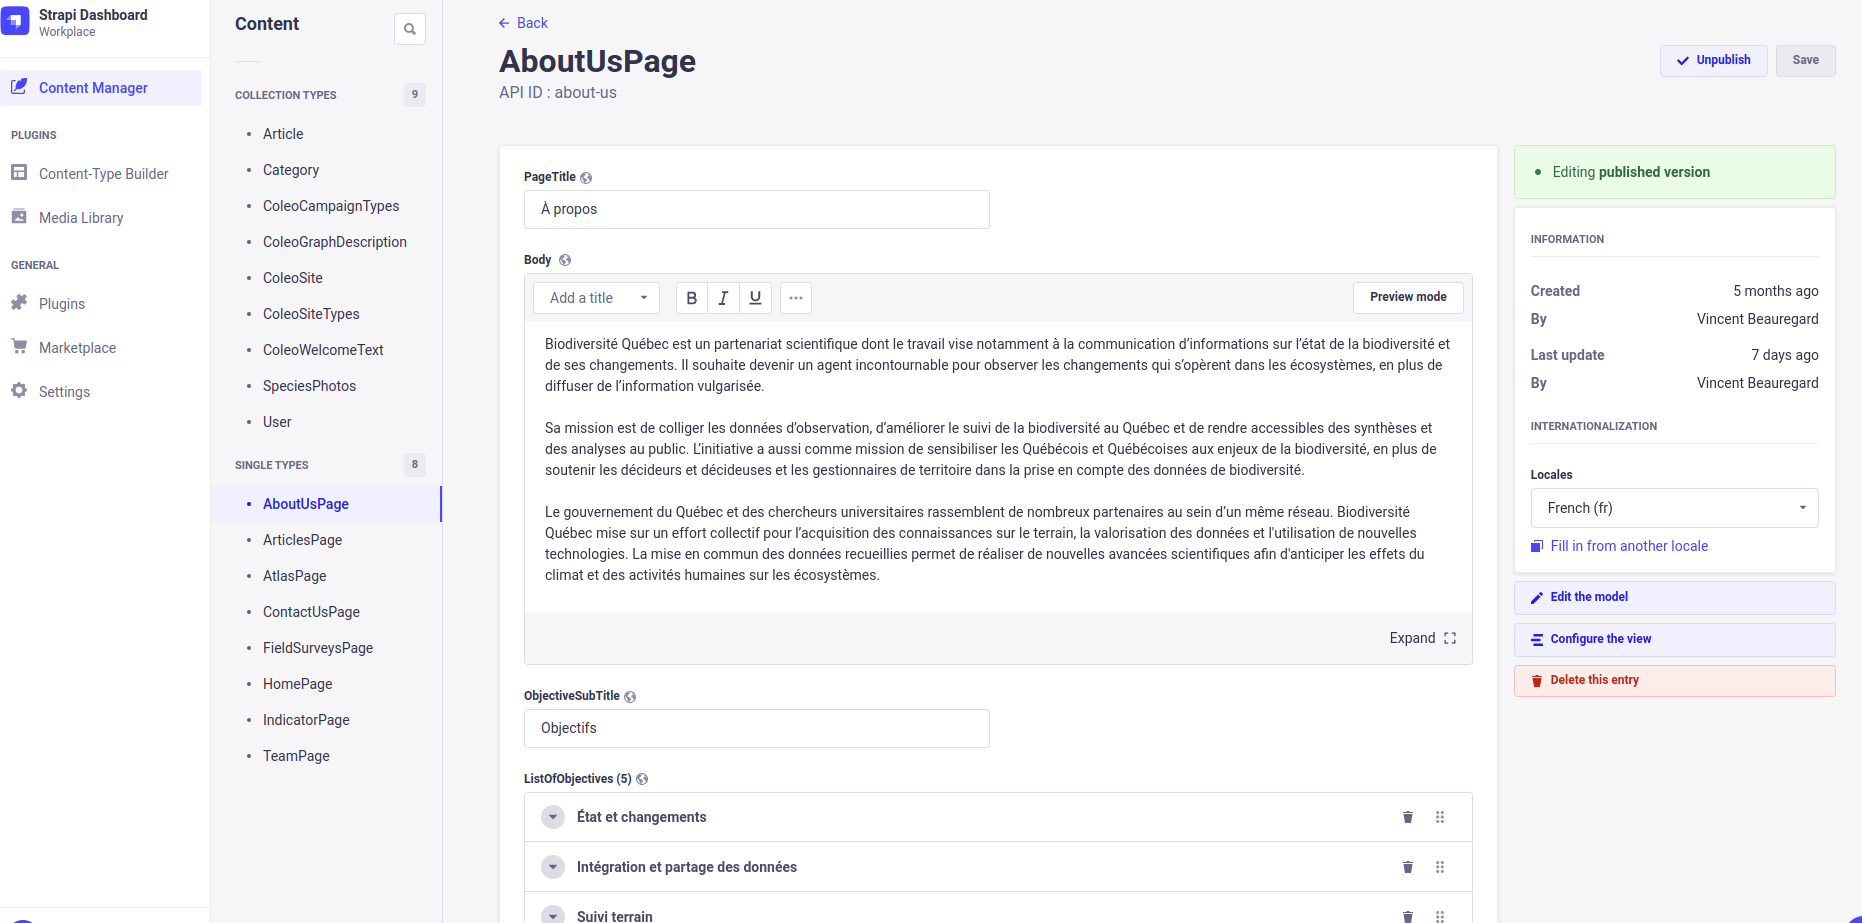 Strapi Dashboard
Workplace
Content Manager
PLUGINS
Content-Type Builder
Media Library
GENERAL
Plugins
Marketplace
Settings
Content
COLLECTION TYPES 9
Article
Category
ColeoCampaignTypes
ColeoGraphDescription
ColeoSite
ColeoSiteTypes
ColeoWelcomeText
SpeciesPhotos
User
SINGLE TYPES 8
AboutUsPage
ArticlesPage
AtlasPage
ContactUsPage
FieldSurveysPage
HomePage
IndicatorPage
TeamPage
Back
AboutUsPage
API ID : about-us
Unpublish
Save
PageTitle
À propos
Body
Add a title
B I U
Preview mode
Biodiversité Québec est un partenariat scientifique dont le travail vise notamment à la communication d’informations sur l’état de la biodiversité et
de ses changements. Il souhaite devenir un agent incontournable pour observer les changements qui s’opèrent dans les écosystèmes, en plus de
diffuser de l’information vulgarisée.
Sa mission est de colliger les données d’observation, d’améliorer le suivi de la biodiversité au Québec et de rendre accessibles des synthèses et
des analyses au public. L’initiative a aussi comme mission de sensibiliser les Québécois et Québécoises aux enjeux de la biodiversité, en plus de
soutenir les décideurs et décideuses et les gestionnaires de territoire dans la prise en compte des données de biodiversité.
Le gouvernement du Québec et des chercheurs universitaires rassemblent de nombreux partenaires au sein d’un même réseau. Biodiversité
Québec mise sur un effort collectif pour l’acquisition des connaissances sur le terrain, la valorisation des données et l'utilisation de nouvelles
technologies. La mise en commun des données recueillies permet de réaliser de nouvelles avancées scientifiques afin d'anticiper les effets du
climat et des activités humaines sur les écosystèmes.
Expand
ObjectiveSubTitle
Objectifs
ListOfObjectives (5)
État et changements
Intégration et partage des données
Suivi terrain
Editing published version
INFORMATION
Created 5 months ago
By Vincent Beauregard
Last update 7 days ago
By Vincent Beauregard
INTERNATIONALIZATION
Locales
French (fr)
Fill in from another locale
Edit the model
Configure the view
Delete this entry